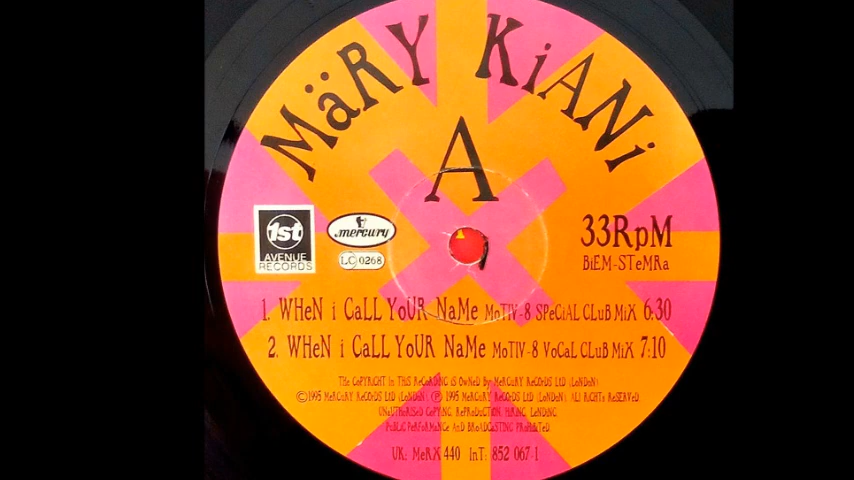 MäRY KiANi
A
1st
AVENUE
RECORDS
mercury
LC 0268
33RpM
BiEM-STeMRa
1. WHeN i CaLL YoUR NaMe MoTiV-8 SPeCiAL CLuB MiX 6:30
2. WHeN i CaLL YoUR NaMe MoTiV-8 VoCaL CLuB MiX 7:10
THe CoPYRiGHT iN THiS ReCoRDiNG iS OwNeD By MeRCuRY ReCoRDS LTD (LoNDoN)
©1995 MeRCuRY ReCoRDS LTD (LoNDoN) ℗ 1995 MeRCuRY ReCoRDS LTD (LoNDoN) ALL RiGHTs ReSeRVED.
UNaUTHoRiSeD CoPYiNG, RePRoDuCTioN, HiRiNG, LeNDiNG
PuBLiC PeRFoRMaNCe AND BRoaDCaSTiNG PRoHiBiTeD
UK: MeRX 440 InT: 852 067-1